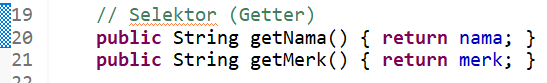 19 // Selektor (Getter)
20 public String getNama() { return nama; }
21 public String getMerk() { return merk; }